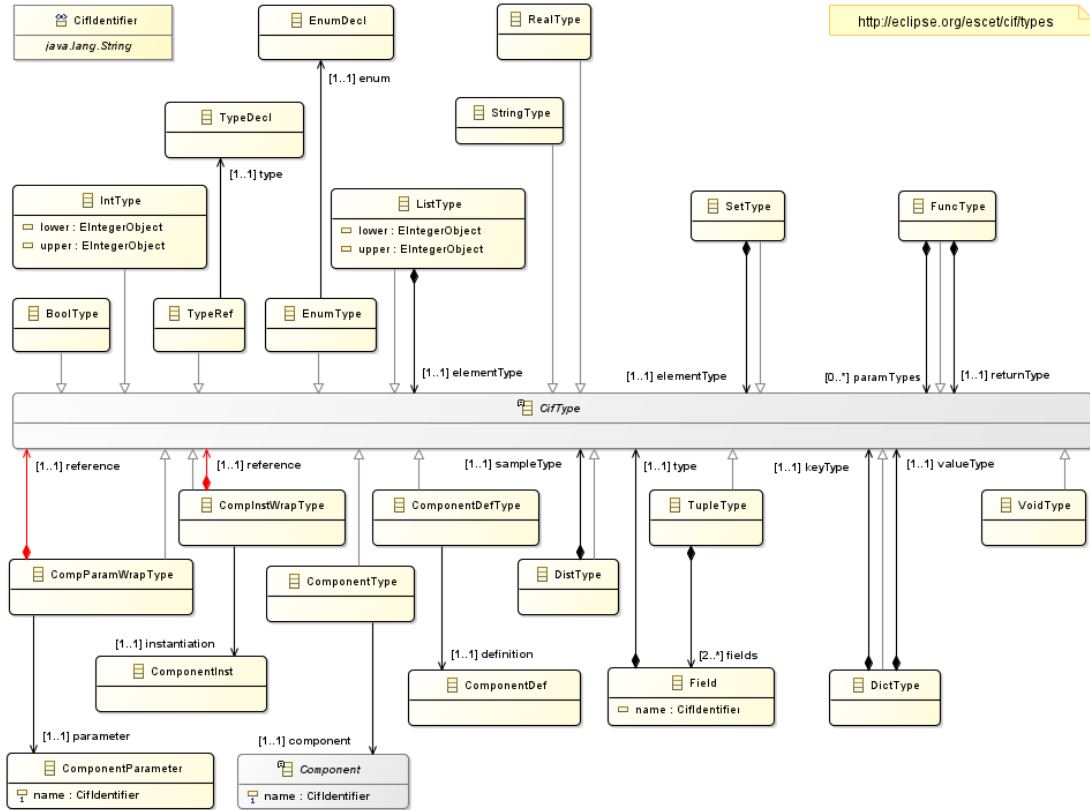 CifIdentifier
java.lang.String
EnumDecl
RealType
http://eclipse.org/escet/cif/types
[1..1] enum
TypeDecl
StringType
[1..1] type
IntType
lower : EIntegerObject
upper : EIntegerObject
ListType
lower : EIntegerObject
upper : EIntegerObject
SetType
FuncType
BoolType
TypeRef
EnumType
[1..1] elementType
[1..1] elementType
[0..*] paramTypes
[1..1] returnType
CifType
[1..1] reference
[1..1] reference
[1..1] sampleType
[1..1] type
[1..1] keyType
[1..1] valueType
CompInstWrapType
ComponentDefType
TupleType
VoidType
CompParamWrapType
ComponentType
DistType
[1..1] instantiation
[1..1] definition
[2..*] fields
ComponentInst
ComponentDef
Field
name : CifIdentifier
DictType
[1..1] parameter
[1..1] component
ComponentParameter
name : CifIdentifier
Component
name : CifIdentifier